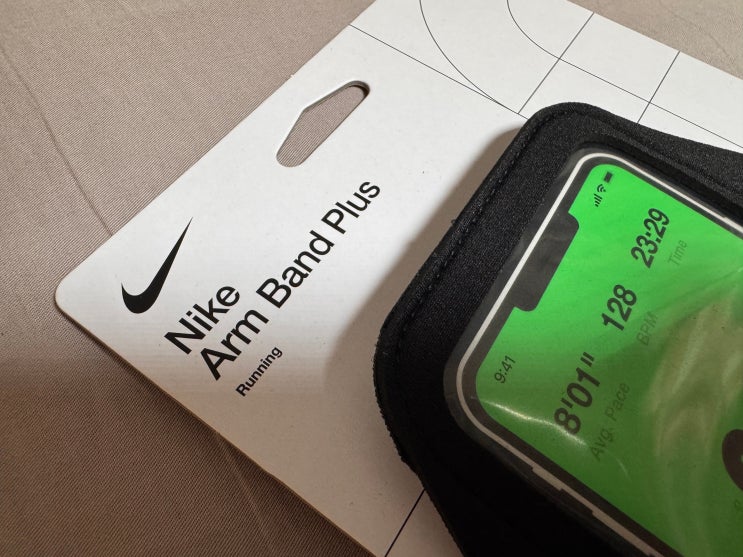 Nike
Arm Band Plus
Running
9:41
8'01"
Avg. Pace
128
BPM
23:29
Time